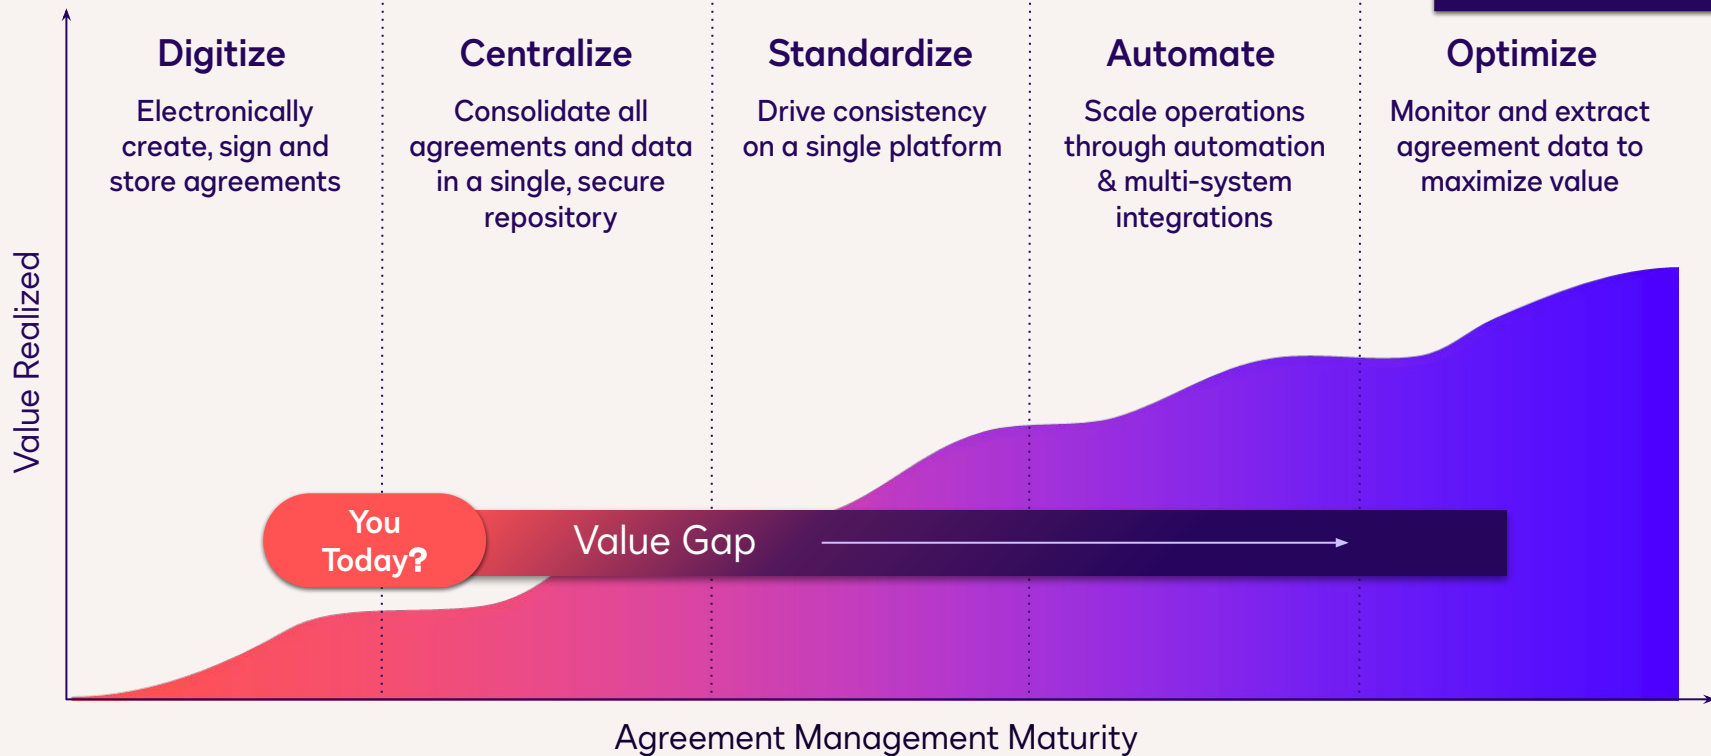 Digitize
Electronically
create, sign and
store agreements
Centralize
Consolidate all
agreements and data
in a single, secure
repository
Standardize
Drive consistency
on a single platform
Automate
Scale operations
through automation
& multi-system
integrations
Optimize
Monitor and extract
agreement data to
maximize value
Value Realized
You
Today?
Value Gap
Agreement Management Maturity